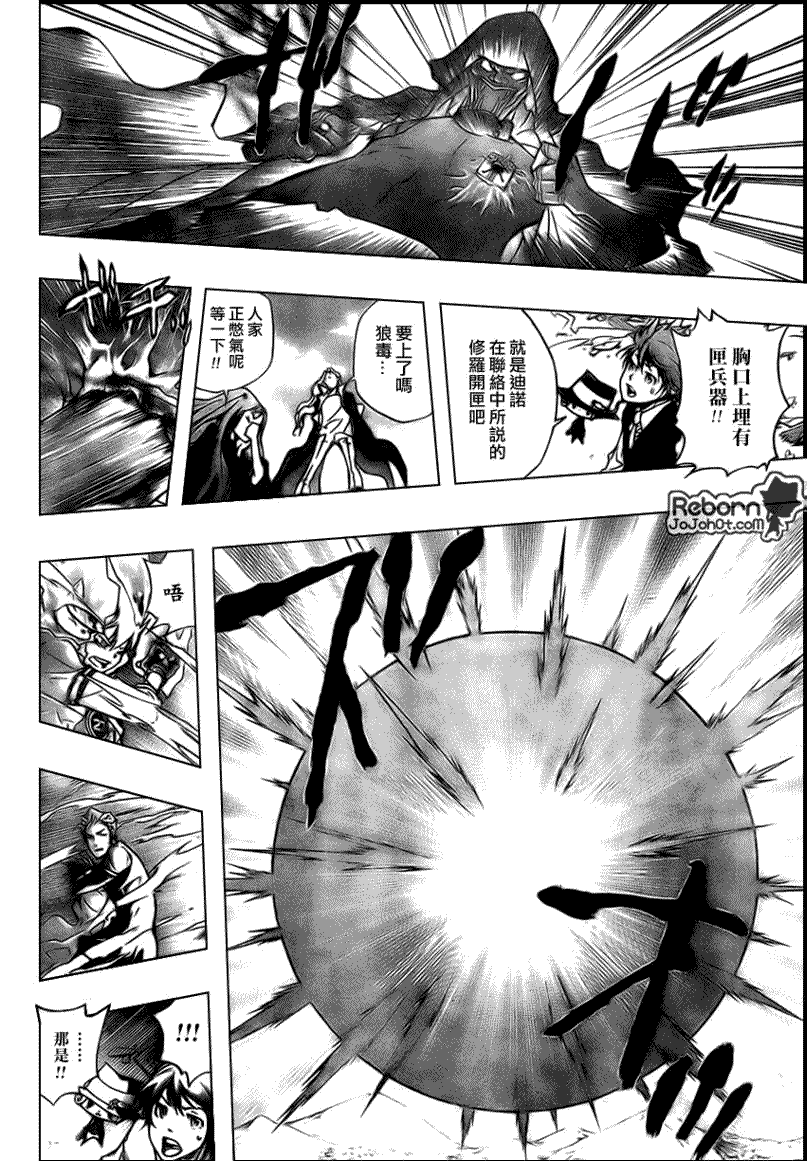 胸口上埋有
匣兵器!!
就是迪諾
在聯絡中所說的
修羅開匣吧
要上了嗎
狼毒…
人家
正憋氣呢
等一下!!
Reborn
JoJoHOt.com
ズオ!!!
唔
!!!
……
那是!!